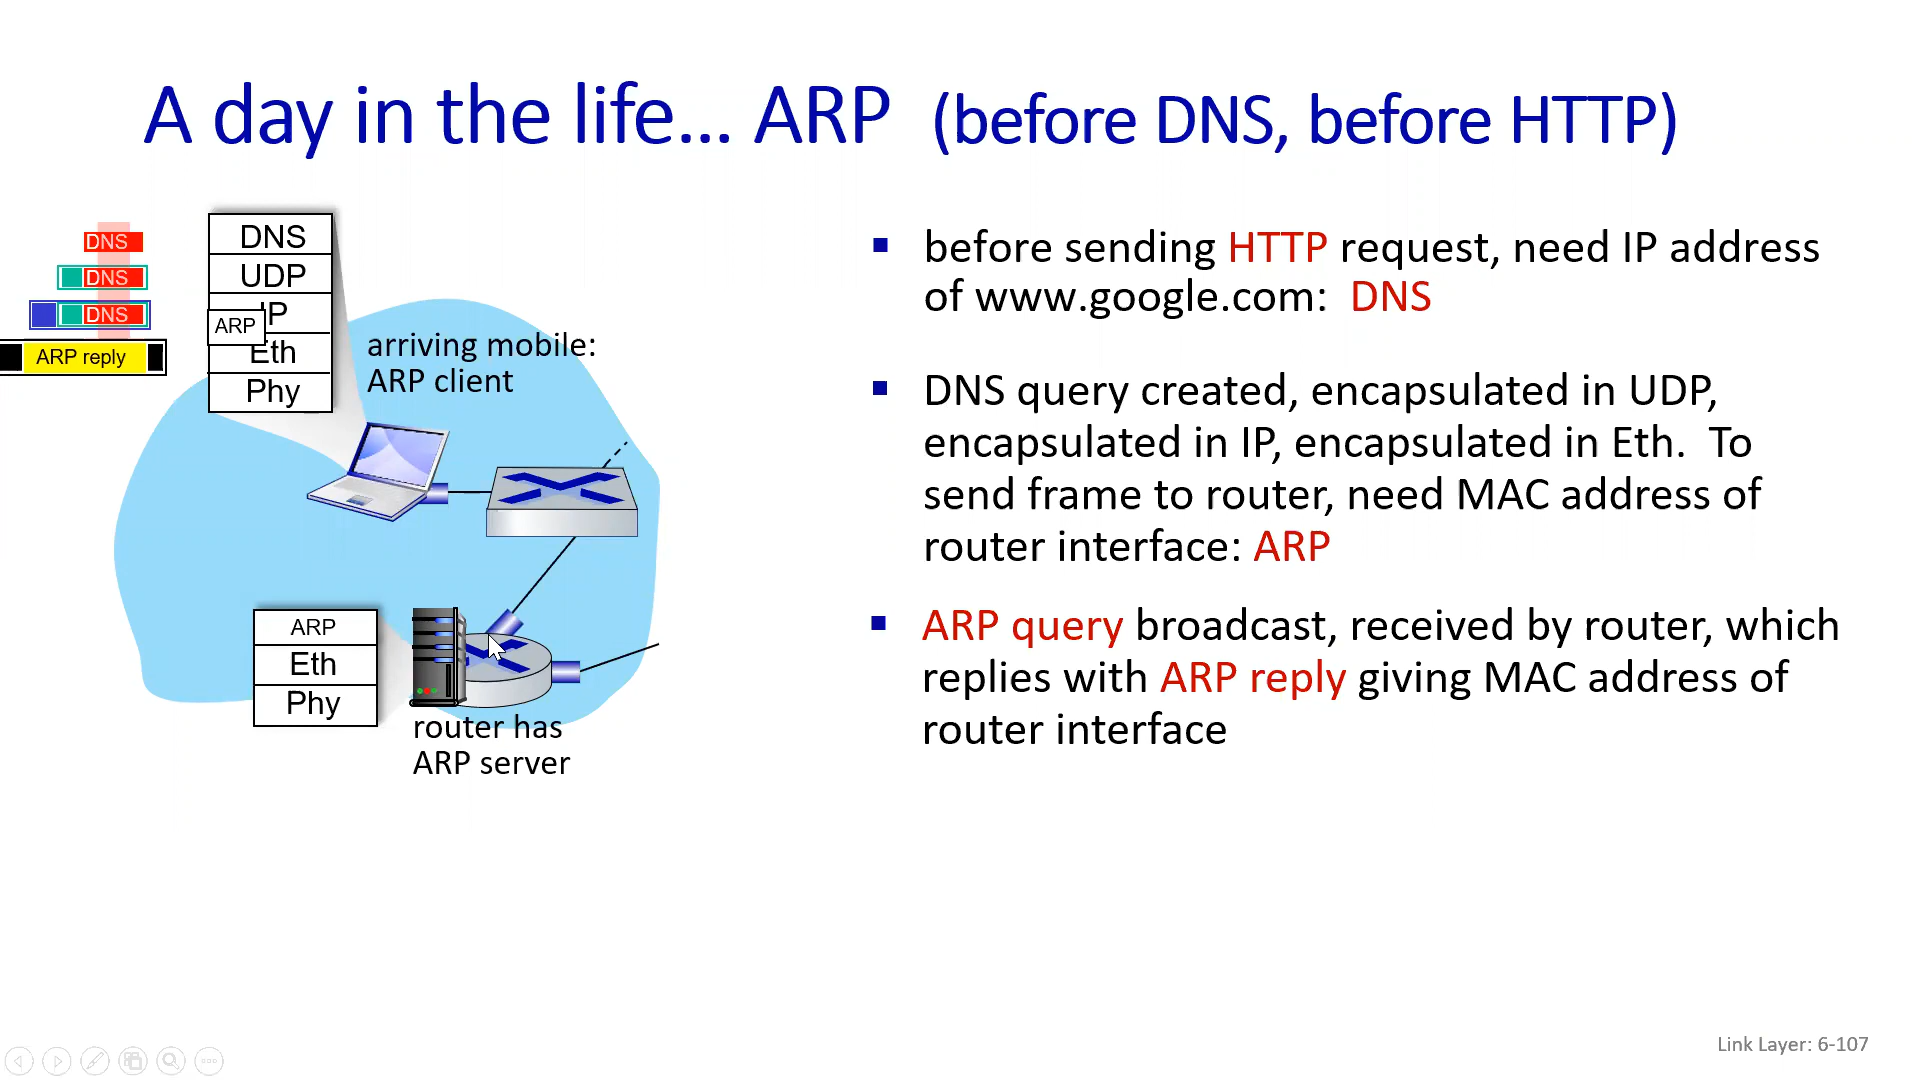 A day in the life... ARP (before DNS, before HTTP)
DNS
DNS
DNS
ARP reply
DNS
UDP
IP
ARP
Eth
Phy
arriving mobile:
ARP client
ARP
Eth
Phy
router has
ARP server
before sending HTTP request, need IP address
of www.google.com: DNS
DNS query created, encapsulated in UDP,
encapsulated in IP, encapsulated in Eth. To
send frame to router, need MAC address of
router interface: ARP
ARP query broadcast, received by router, which
replies with ARP reply giving MAC address of
router interface
Link Layer: 6-107